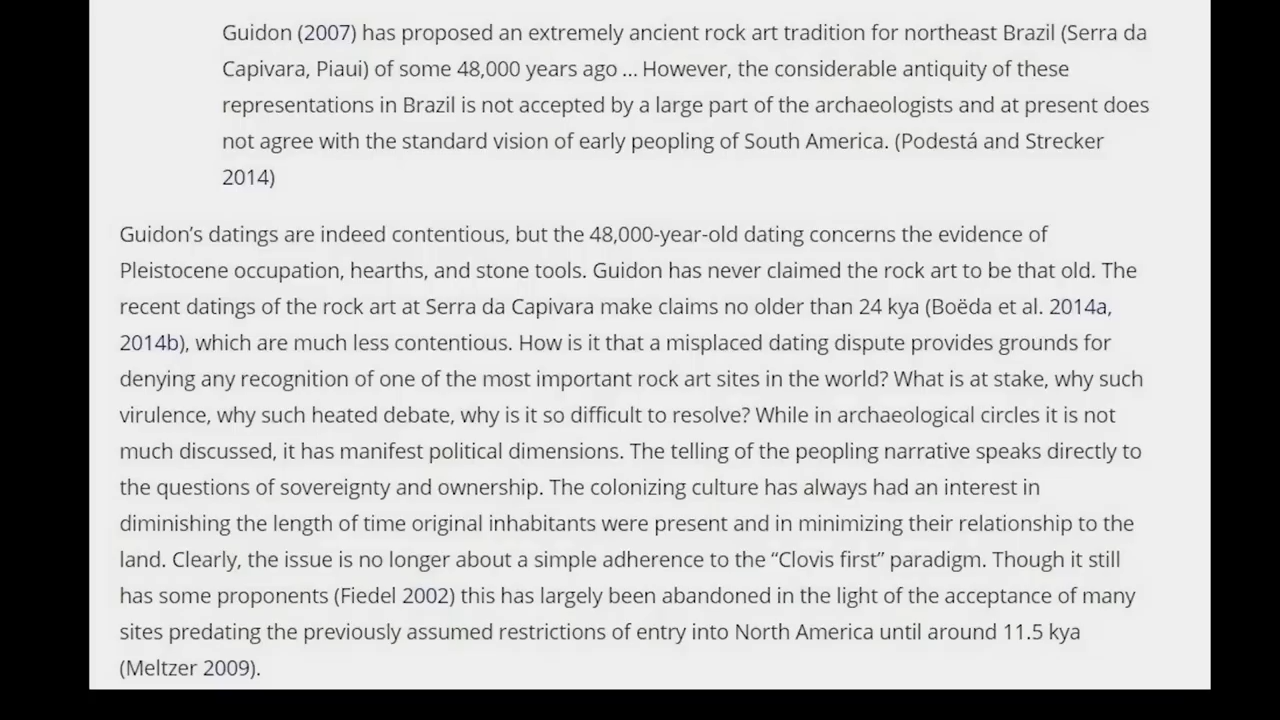 Guidon (2007) has proposed an extremely ancient rock art tradition for northeast Brazil (Serra da
Capivara, Piaui) of some 48,000 years ago ... However, the considerable antiquity of these
representations in Brazil is not accepted by a large part of the archaeologists and at present does
not agree with the standard vision of early peopling of South America. (Podestá and Strecker
2014)
Guidon’s datings are indeed contentious, but the 48,000-year-old dating concerns the evidence of
Pleistocene occupation, hearths, and stone tools. Guidon has never claimed the rock art to be that old. The
recent datings of the rock art at Serra da Capivara make claims no older than 24 kya (Boëda et al. 2014a,
2014b), which are much less contentious. How is it that a misplaced dating dispute provides grounds for
denying any recognition of one of the most important rock art sites in the world? What is at stake, why such
virulence, why such heated debate, why is it so difficult to resolve? While in archaeological circles it is not
much discussed, it has manifest political dimensions. The telling of the peopling narrative speaks directly to
the questions of sovereignty and ownership. The colonizing culture has always had an interest in
diminishing the length of time original inhabitants were present and in minimizing their relationship to the
land. Clearly, the issue is no longer about a simple adherence to the “Clovis first” paradigm. Though it still
has some proponents (Fiedel 2002) this has largely been abandoned in the light of the acceptance of many
sites predating the previously assumed restrictions of entry into North America until around 11.5 kya
(Meltzer 2009).